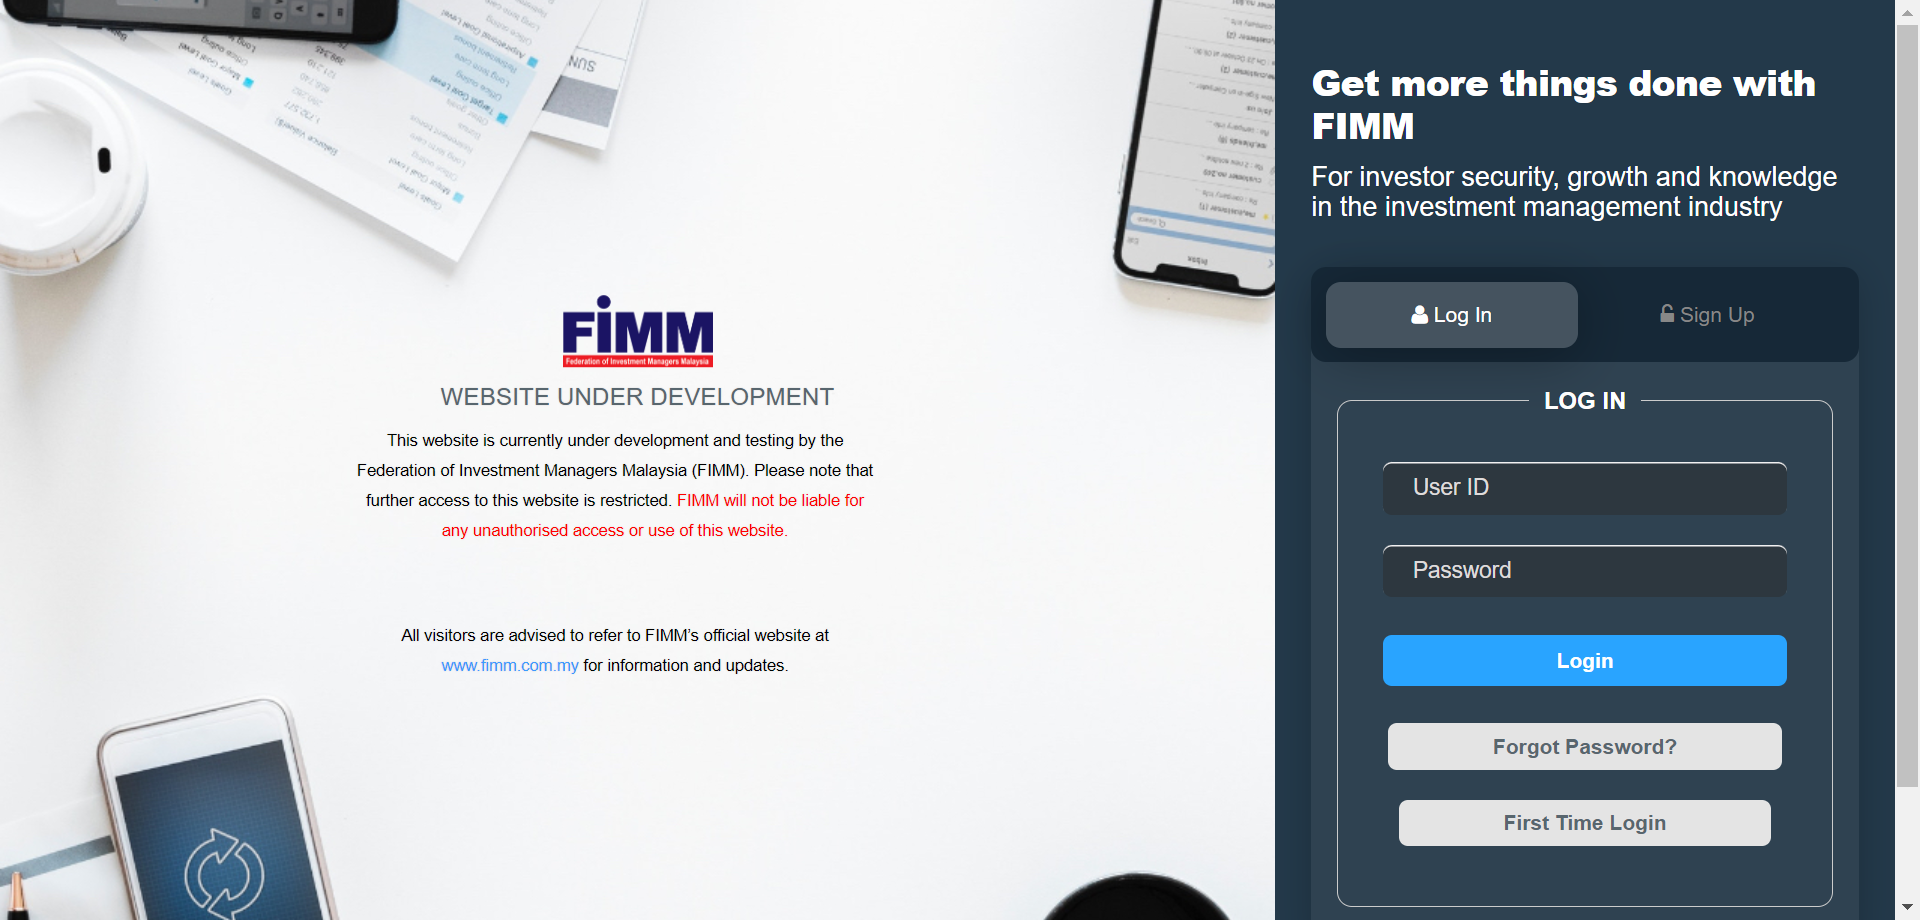 FiMM
Federation of Investment Managers Malaysia
WEBSITE UNDER DEVELOPMENT
This website is currently under development and testing by the
Federation of Investment Managers Malaysia (FIMM). Please note that
further access to this website is restricted. FIMM will not be liable for
any unauthorised access or use of this website.
All visitors are advised to refer to FIMM’s official website at
www.fimm.com.my for information and updates.
Get more things done with
FIMM
For investor security, growth and knowledge
in the investment management industry
Log In
Sign Up
LOG IN
User ID
Password
Login
Forgot Password?
First Time Login